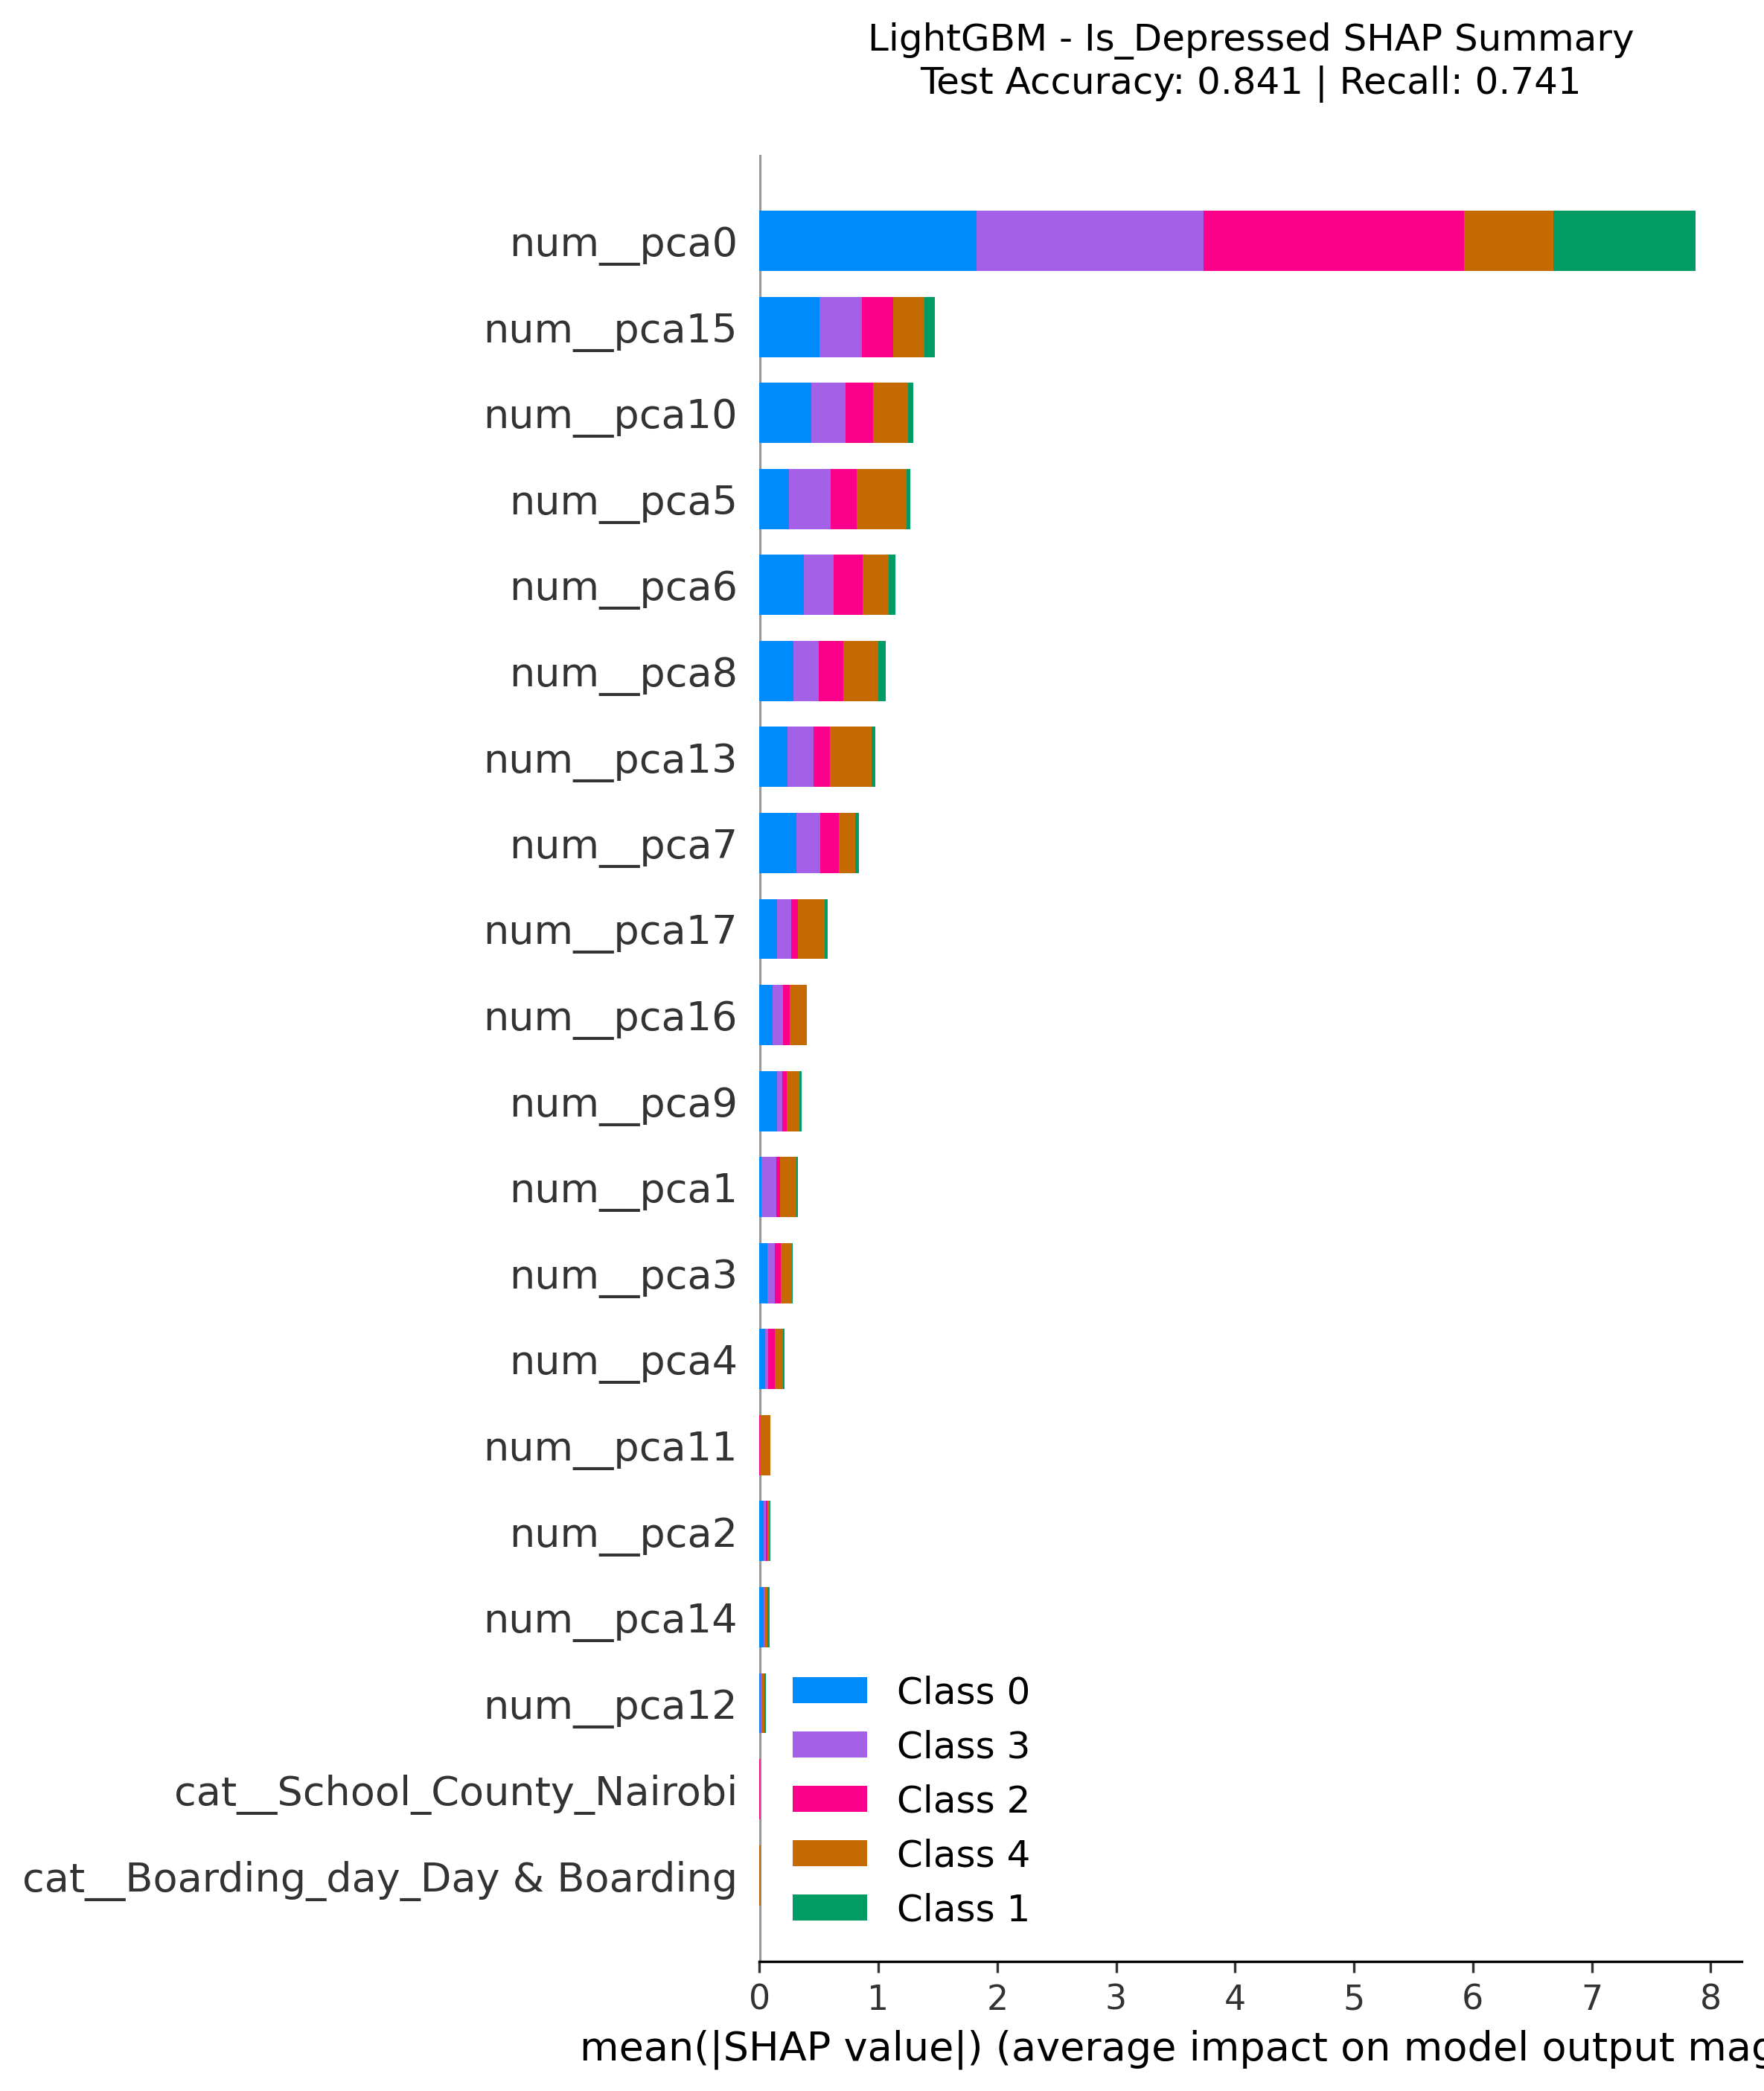 LightGBM - Is_Depressed SHAP Summary
Test Accuracy: 0.841 | Recall: 0.741
num__pca0
num__pca15
num__pca10
num__pca5
num__pca6
num__pca8
num__pca13
num__pca7
num__pca17
num__pca16
num__pca9
num__pca1
num__pca3
num__pca4
num__pca11
num__pca2
num__pca14
num__pca12
cat__School_County_Nairobi
cat__Boarding_day_Day & Boarding
Class 0
Class 3
Class 2
Class 4
Class 1
0 1 2 3 4 5 6 7 8
mean(|SHAP value|) (average impact on model output mag